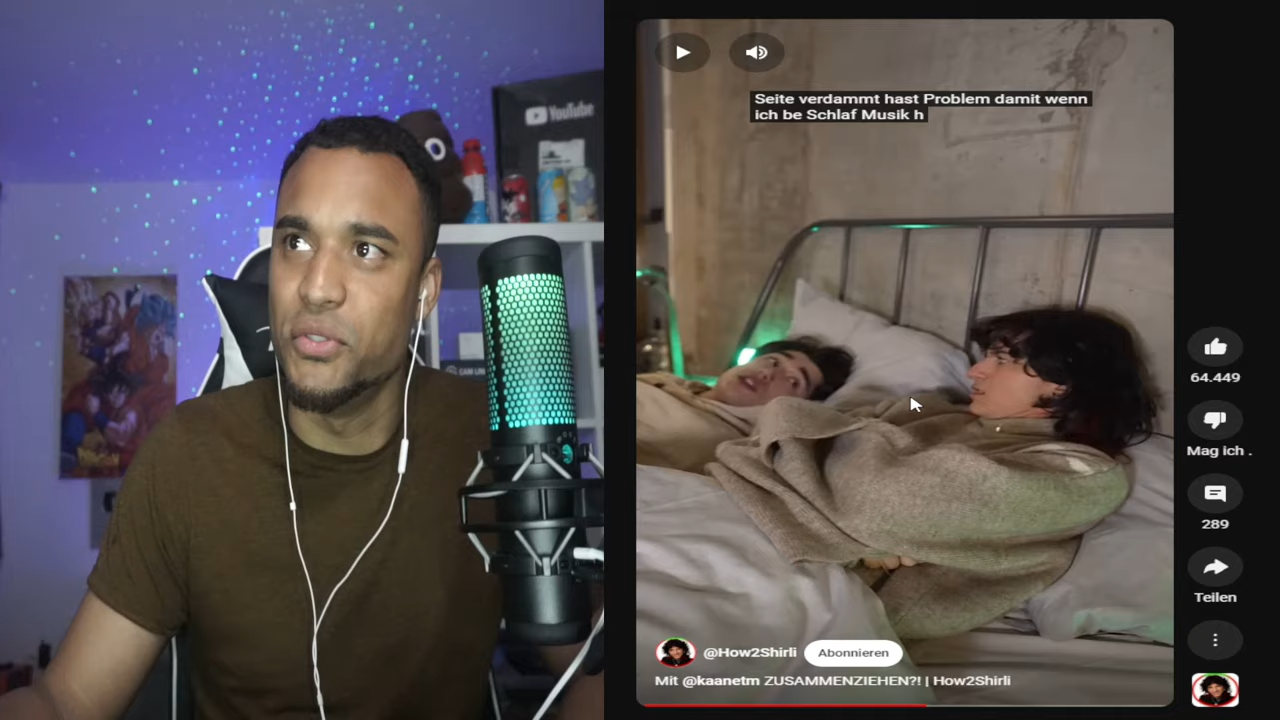 YouTube
Seite verdammt hast Problem damit wenn
ich be Schlaf Musik h
64.449
Mag ich .
289
Teilen
@How2Shirli
Abonnieren
Mit @kaanetm ZUSAMMENZIEHEN?! | How2Shirli